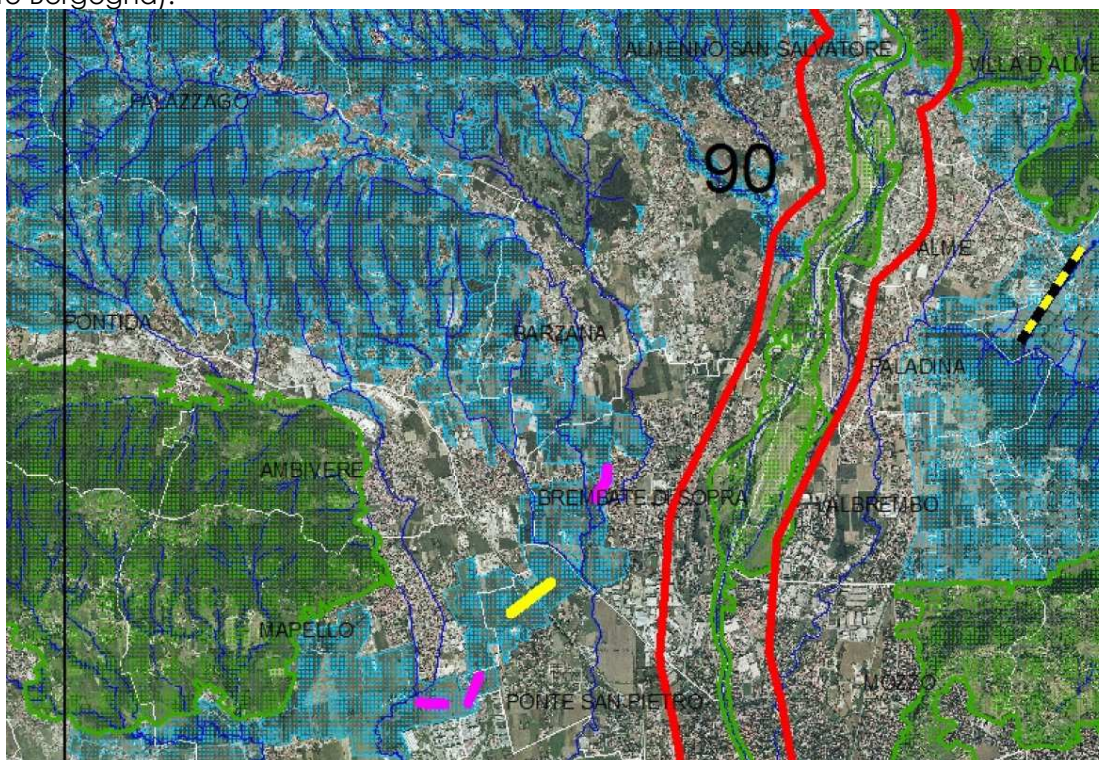 Borgogna).
ALMENNO SAN SALVATORE
VILLA D'ALME
PALAZZAGO
90
ALME
PONTIDA
BARZANA
PALADINA
AMBIVERE
BREMBATE DI SOPRA
VALBREMBO
MAPELLO
MOZZO
PONTE SAN PIETRO